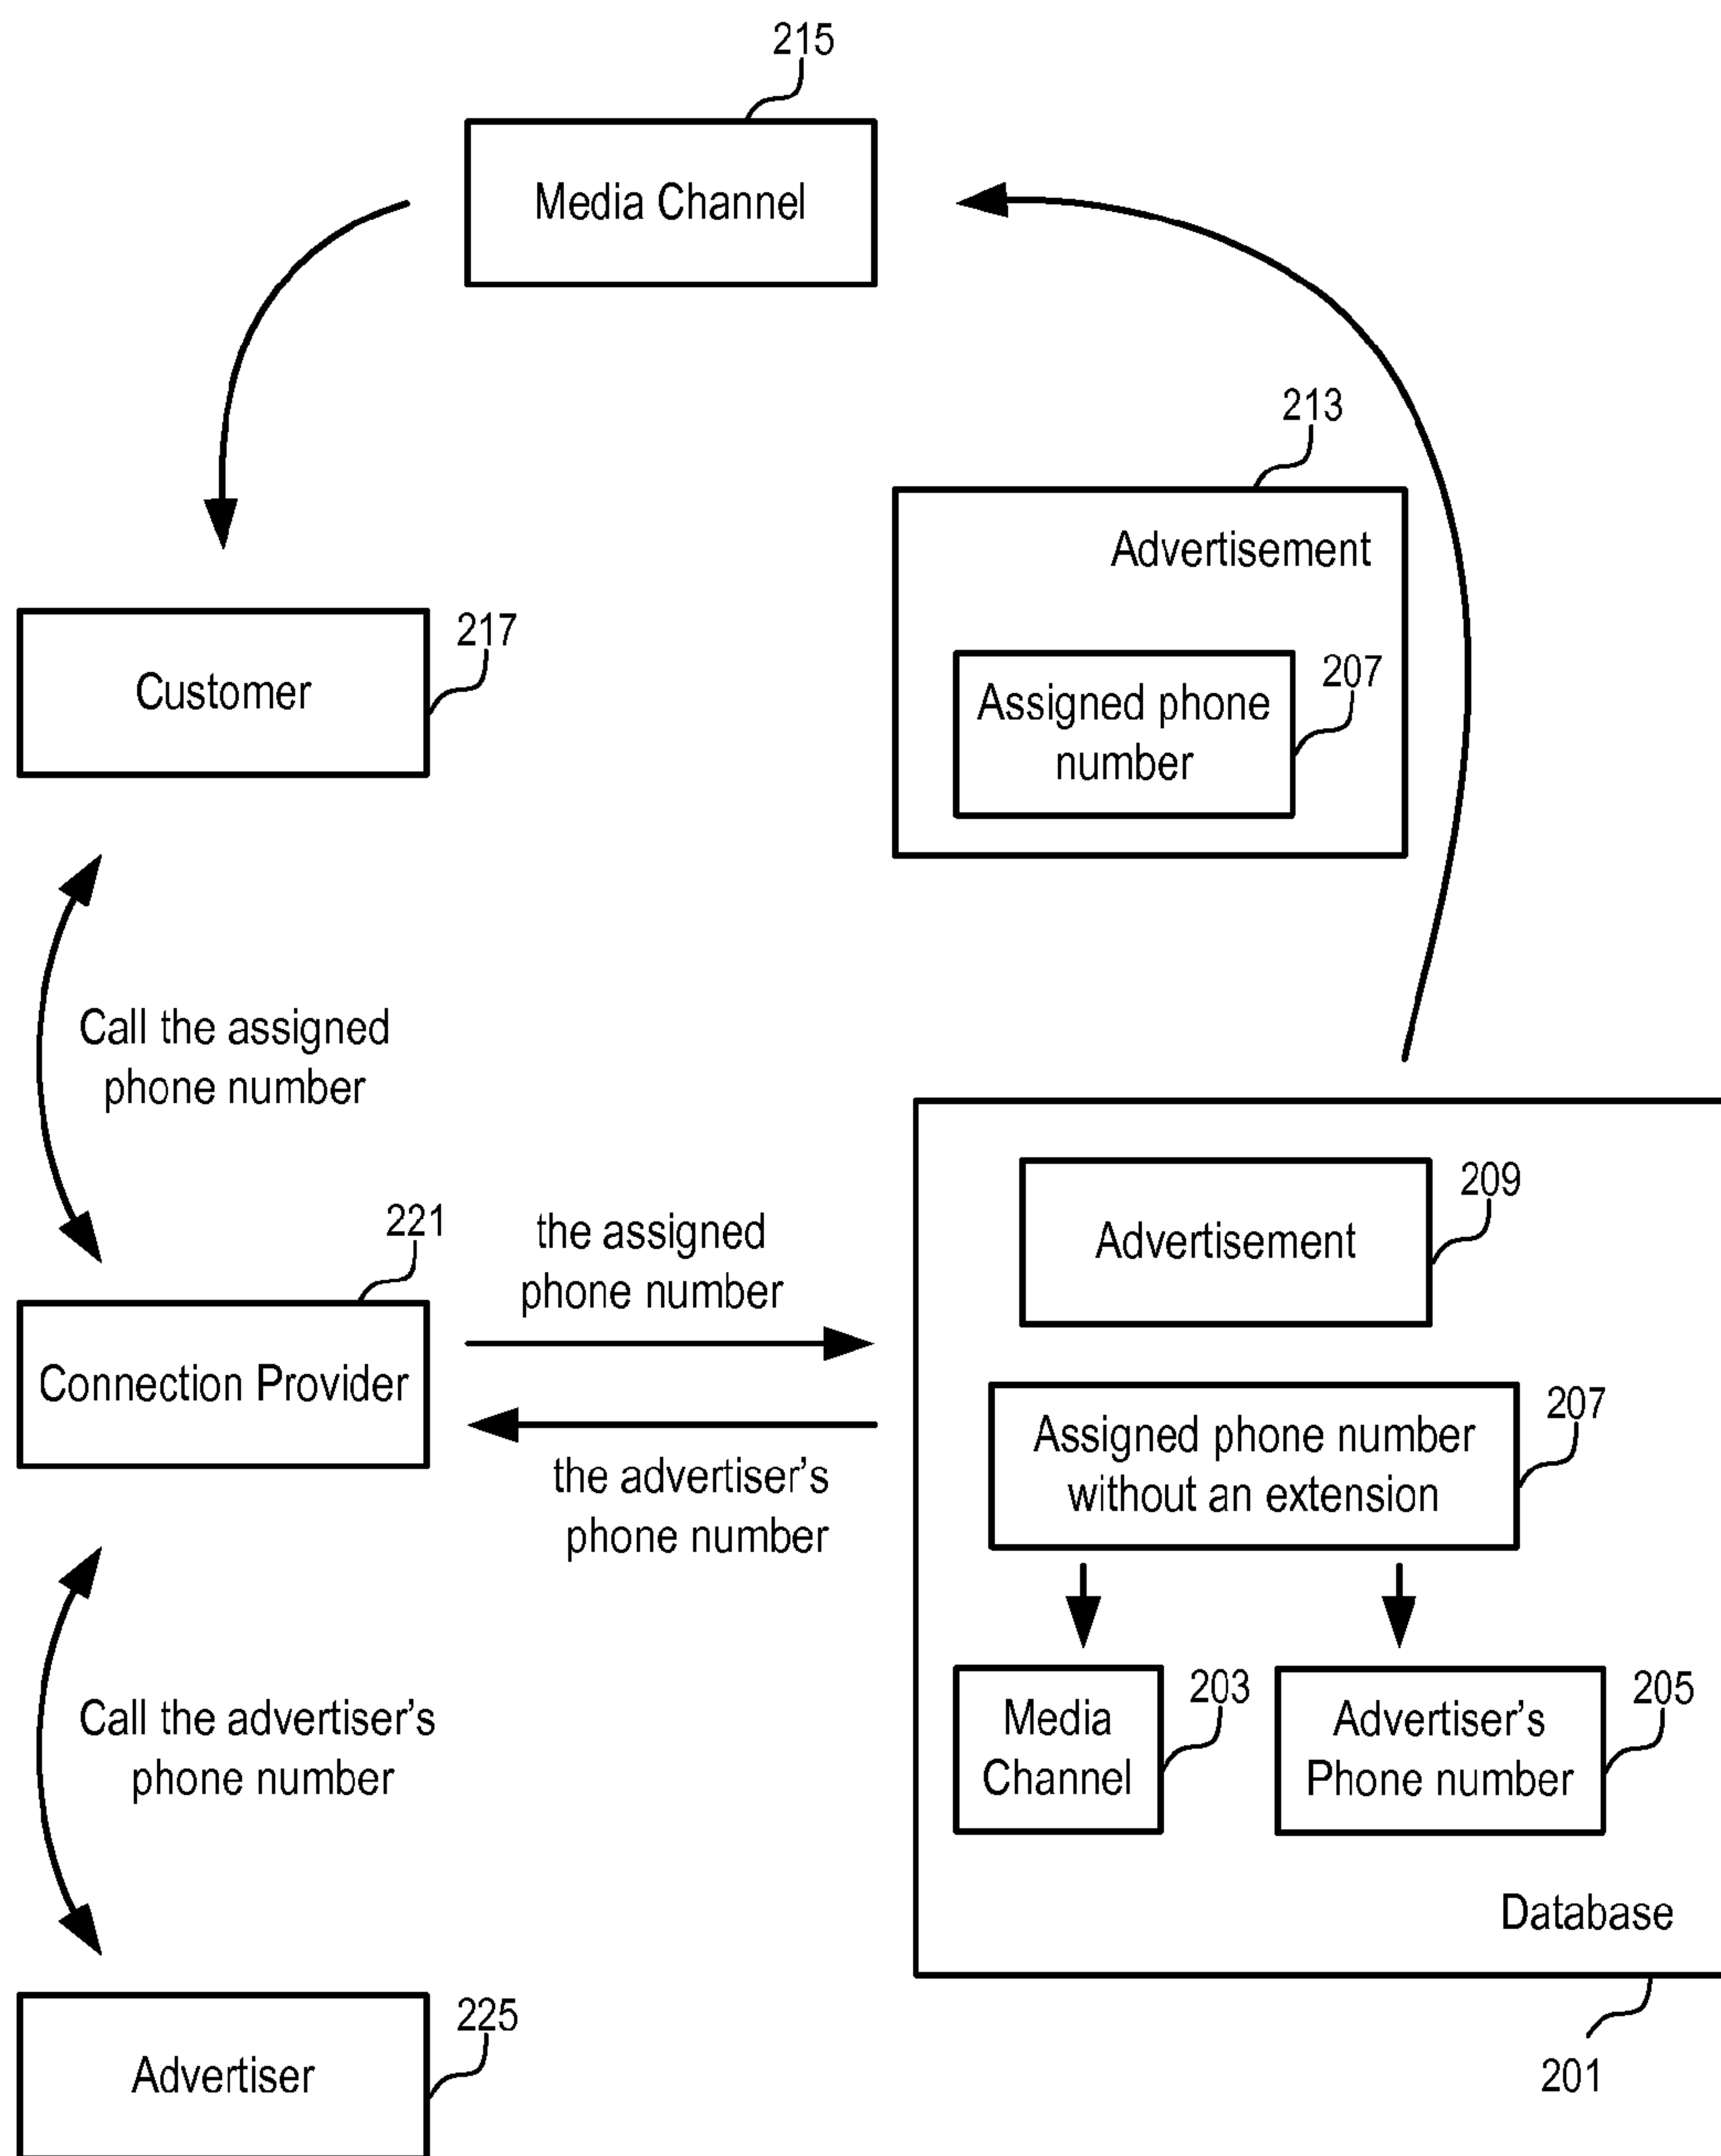 215
Media Channel
213
Advertisement
217
Customer
207
Assigned phone
number
Call the assigned
phone number
221
the assigned
phone number
209
Advertisement
Connection Provider
207
Assigned phone number
without an extension
the advertiser's
phone number
203
Media
Channel
205
Advertiser's
Phone number
Call the advertiser's
phone number
Database
225
Advertiser
201